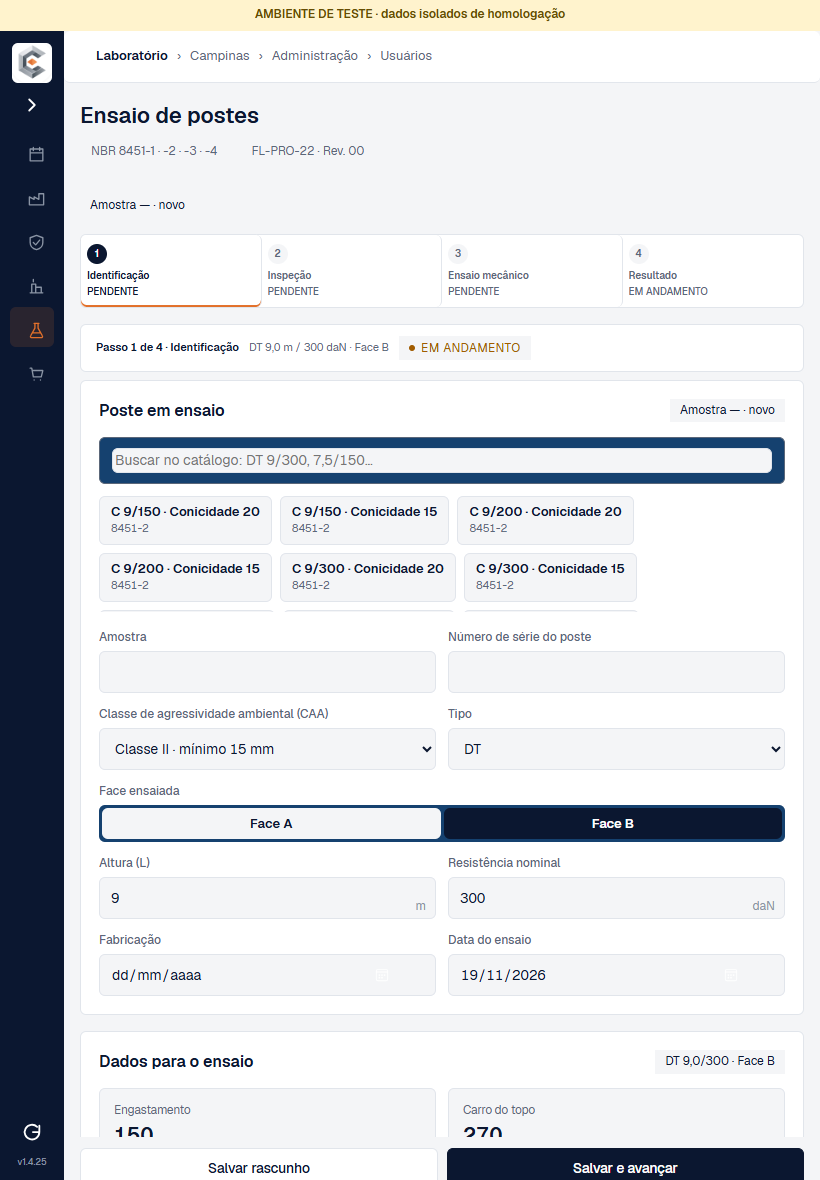 AMBIENTE DE TESTE · dados isolados de homologação
Laboratório › Campinas › Administração › Usuários
Ensaio de postes
NBR 8451-1 · -2 · -3 · -4 FL-PRO-22 · Rev. 00
Amostra — · novo
1 2 3 4
Identificação Inspeção Ensaio mecânico Resultado
PENDENTE PENDENTE PENDENTE EM ANDAMENTO
Passo 1 de 4 · Identificação DT 9,0 m / 300 daN · Face B EM ANDAMENTO
Poste em ensaio Amostra — · novo
Buscar no catálogo: DT 9/300, 7,5/150...
C 9/150 · Conicidade 20 C 9/150 · Conicidade 15 C 9/200 · Conicidade 20
8451-2 8451-2 8451-2
C 9/200 · Conicidade 15 C 9/300 · Conicidade 20 C 9/300 · Conicidade 15
8451-2 8451-2 8451-2
Amostra Número de série do poste
Classe de agressividade ambiental (CAA) Tipo
Classe II · mínimo 15 mm DT
Face ensaiada
Face A Face B
Altura (L) Resistência nominal
9 m 300 daN
Fabricação Data do ensaio
dd/mm/aaaa 19/11/2026
Dados para o ensaio DT 9,0/300 · Face B
Engastamento Carro do topo
150 270
Salvar rascunho Salvar e avançar
v1.4.25